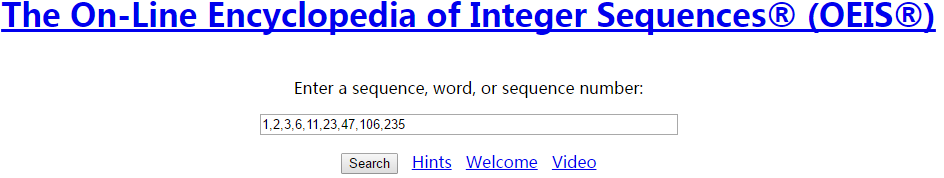 The On-Line Encyclopedia of Integer Sequences® (OEIS®)
Enter a sequence, word, or sequence number:
1,2,3,6,11,23,47,106,235
Search Hints Welcome Video